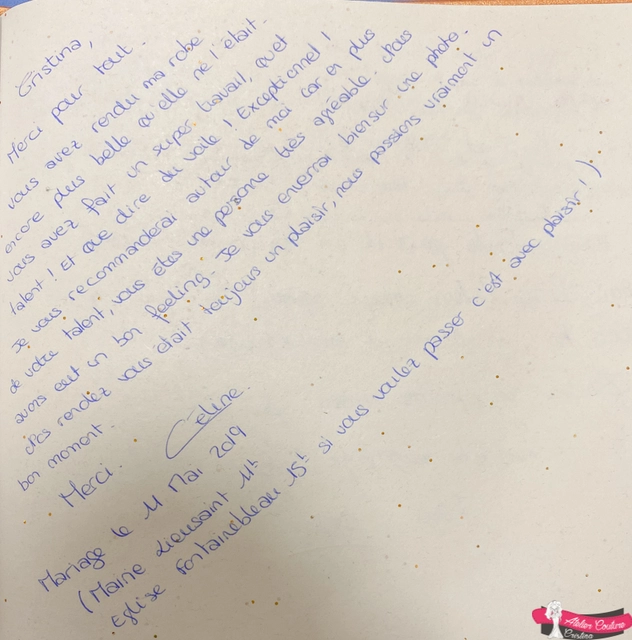 Cristina,
Merci pour tout.
Vous avez rendu ma robe
encore plus belle qu'elle ne l'était.
Vous avez fait un super travail, quel
talent ! Et que dire du voile ! Exceptionnel !
Je vous recommanderai autour de moi car en plus
de votre talent, vous êtes une personne très agréable. Nous
avons eut un bon feeling. Je vous enverrai biensur une photo.
Nos rendez vous était toujours un plaisir, nous passions vraiment un
bon moment.
Merci.
Céline.
Mariage le 11 Mai 2019
(Mairie Lieusaint 11h
Eglise Fontainebleau 15h si vous voulez passer c'est avec plaisir !)
Atelier Couture
Cristina